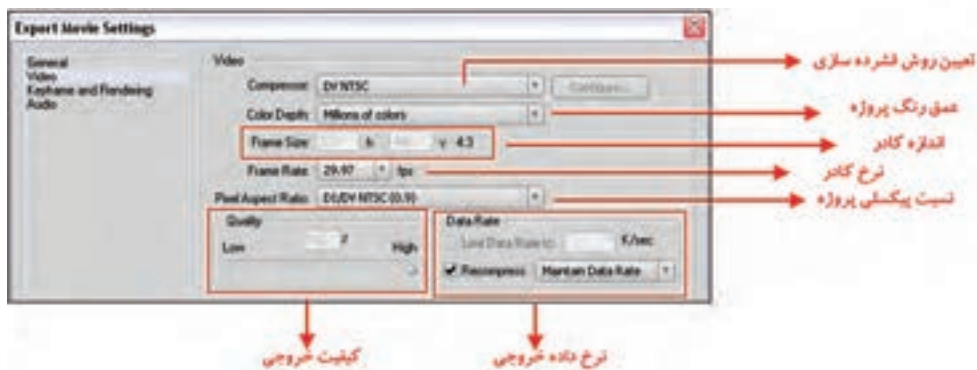 Export Movie Settings
General
Video
Keyframe and Rendering
Audio
Video
Compressor: DV NTSC
Configure...
تعیین روش فشرده سازی
Color Depth: Millions of colors
عمق رنگ پروژه
Frame Size: h v 4:3
اندازه کادر
Frame Rate: 29.97 fps
نرخ کادر
Pixel Aspect Ratio: D1/DV NTSC (0.9)
نسبت پیکسلی پروژه
Quality
Low
High
Data Rate
Limit Data Rate to K/sec
Recompress Maintain Data Rate
کیفیت خروجی
نرخ داده خروجی